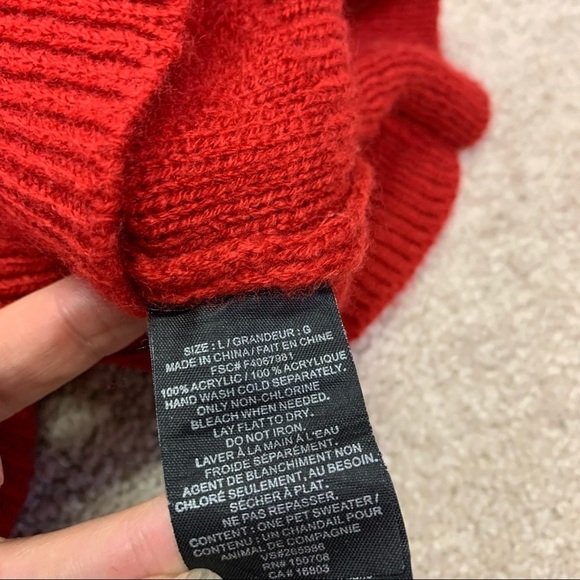 SIZE : L / GRANDEUR : G
MADE IN CHINA / FAIT EN CHINE
FSC# F4067981
100% ACRYLIC / 100% ACRYLIQUE
HAND WASH COLD SEPARATELY.
ONLY NON-CHLORINE
BLEACH WHEN NEEDED.
LAY FLAT TO DRY.
DO NOT IRON.
LAVER À LA MAIN À L'EAU
FROIDE SÉPARÉMENT.
AGENT DE BLANCHIMENT NON
CHLORÉ SEULEMENT, AU BESOIN.
SÉCHER À PLAT.
NE PAS REPASSER.
CONTENT : ONE PET SWEATER /
CONTENU : UN CHANDAIL POUR
ANIMAL DE COMPAGNIE
VS#265986
RN# 150708
CA# 16803